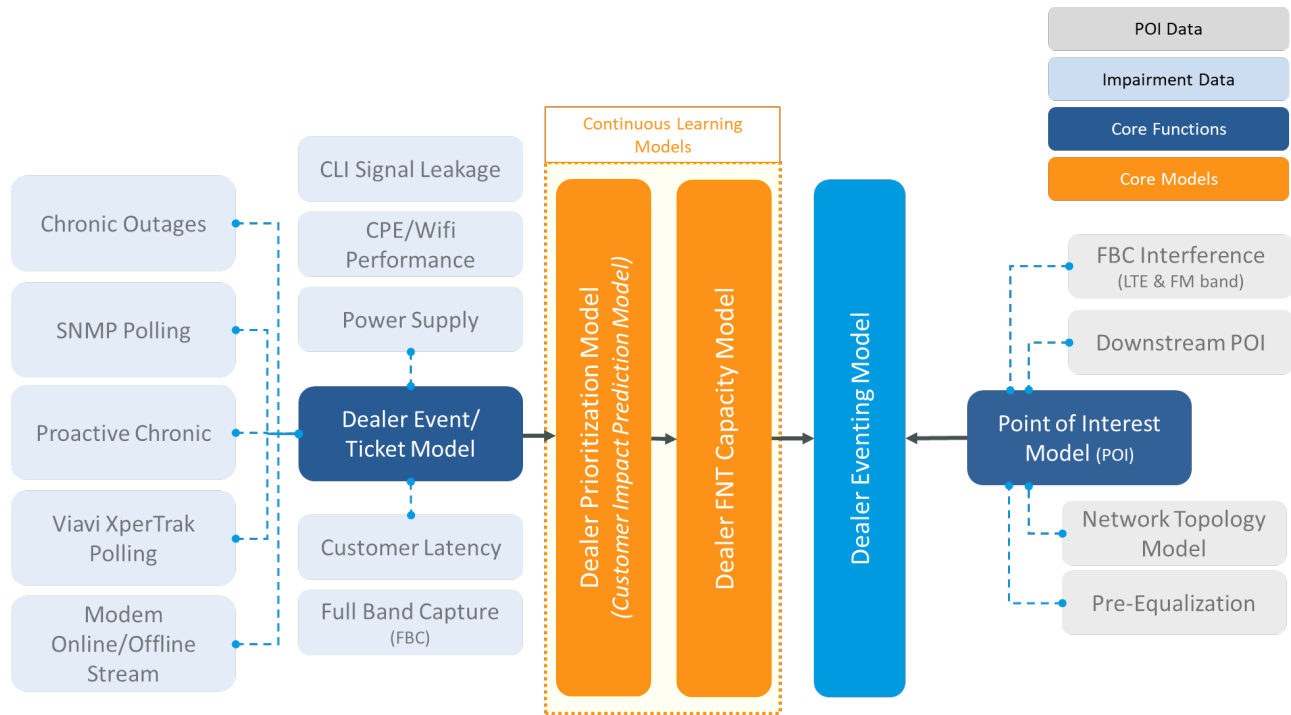 POI Data
Impairment Data
Core Functions
Core Models
Continuous Learning
Models
Chronic Outages
SNMP Polling
Proactive Chronic
Viavi XperTrak
Polling
Modem
Online/Offline
Stream
CLI Signal Leakage
CPE/Wifi
Performance
Power Supply
Dealer Event/
Ticket Model
Customer Latency
Full Band Capture
(FBC)
Dealer Prioritization Model
(Customer Impact Prediction Model)
Dealer FNT Capacity Model
Dealer Eventing Model
FBC Interference
(LTE & FM band)
Downstream POI
Point of Interest
Model (POI)
Network Topology
Model
Pre-Equalization